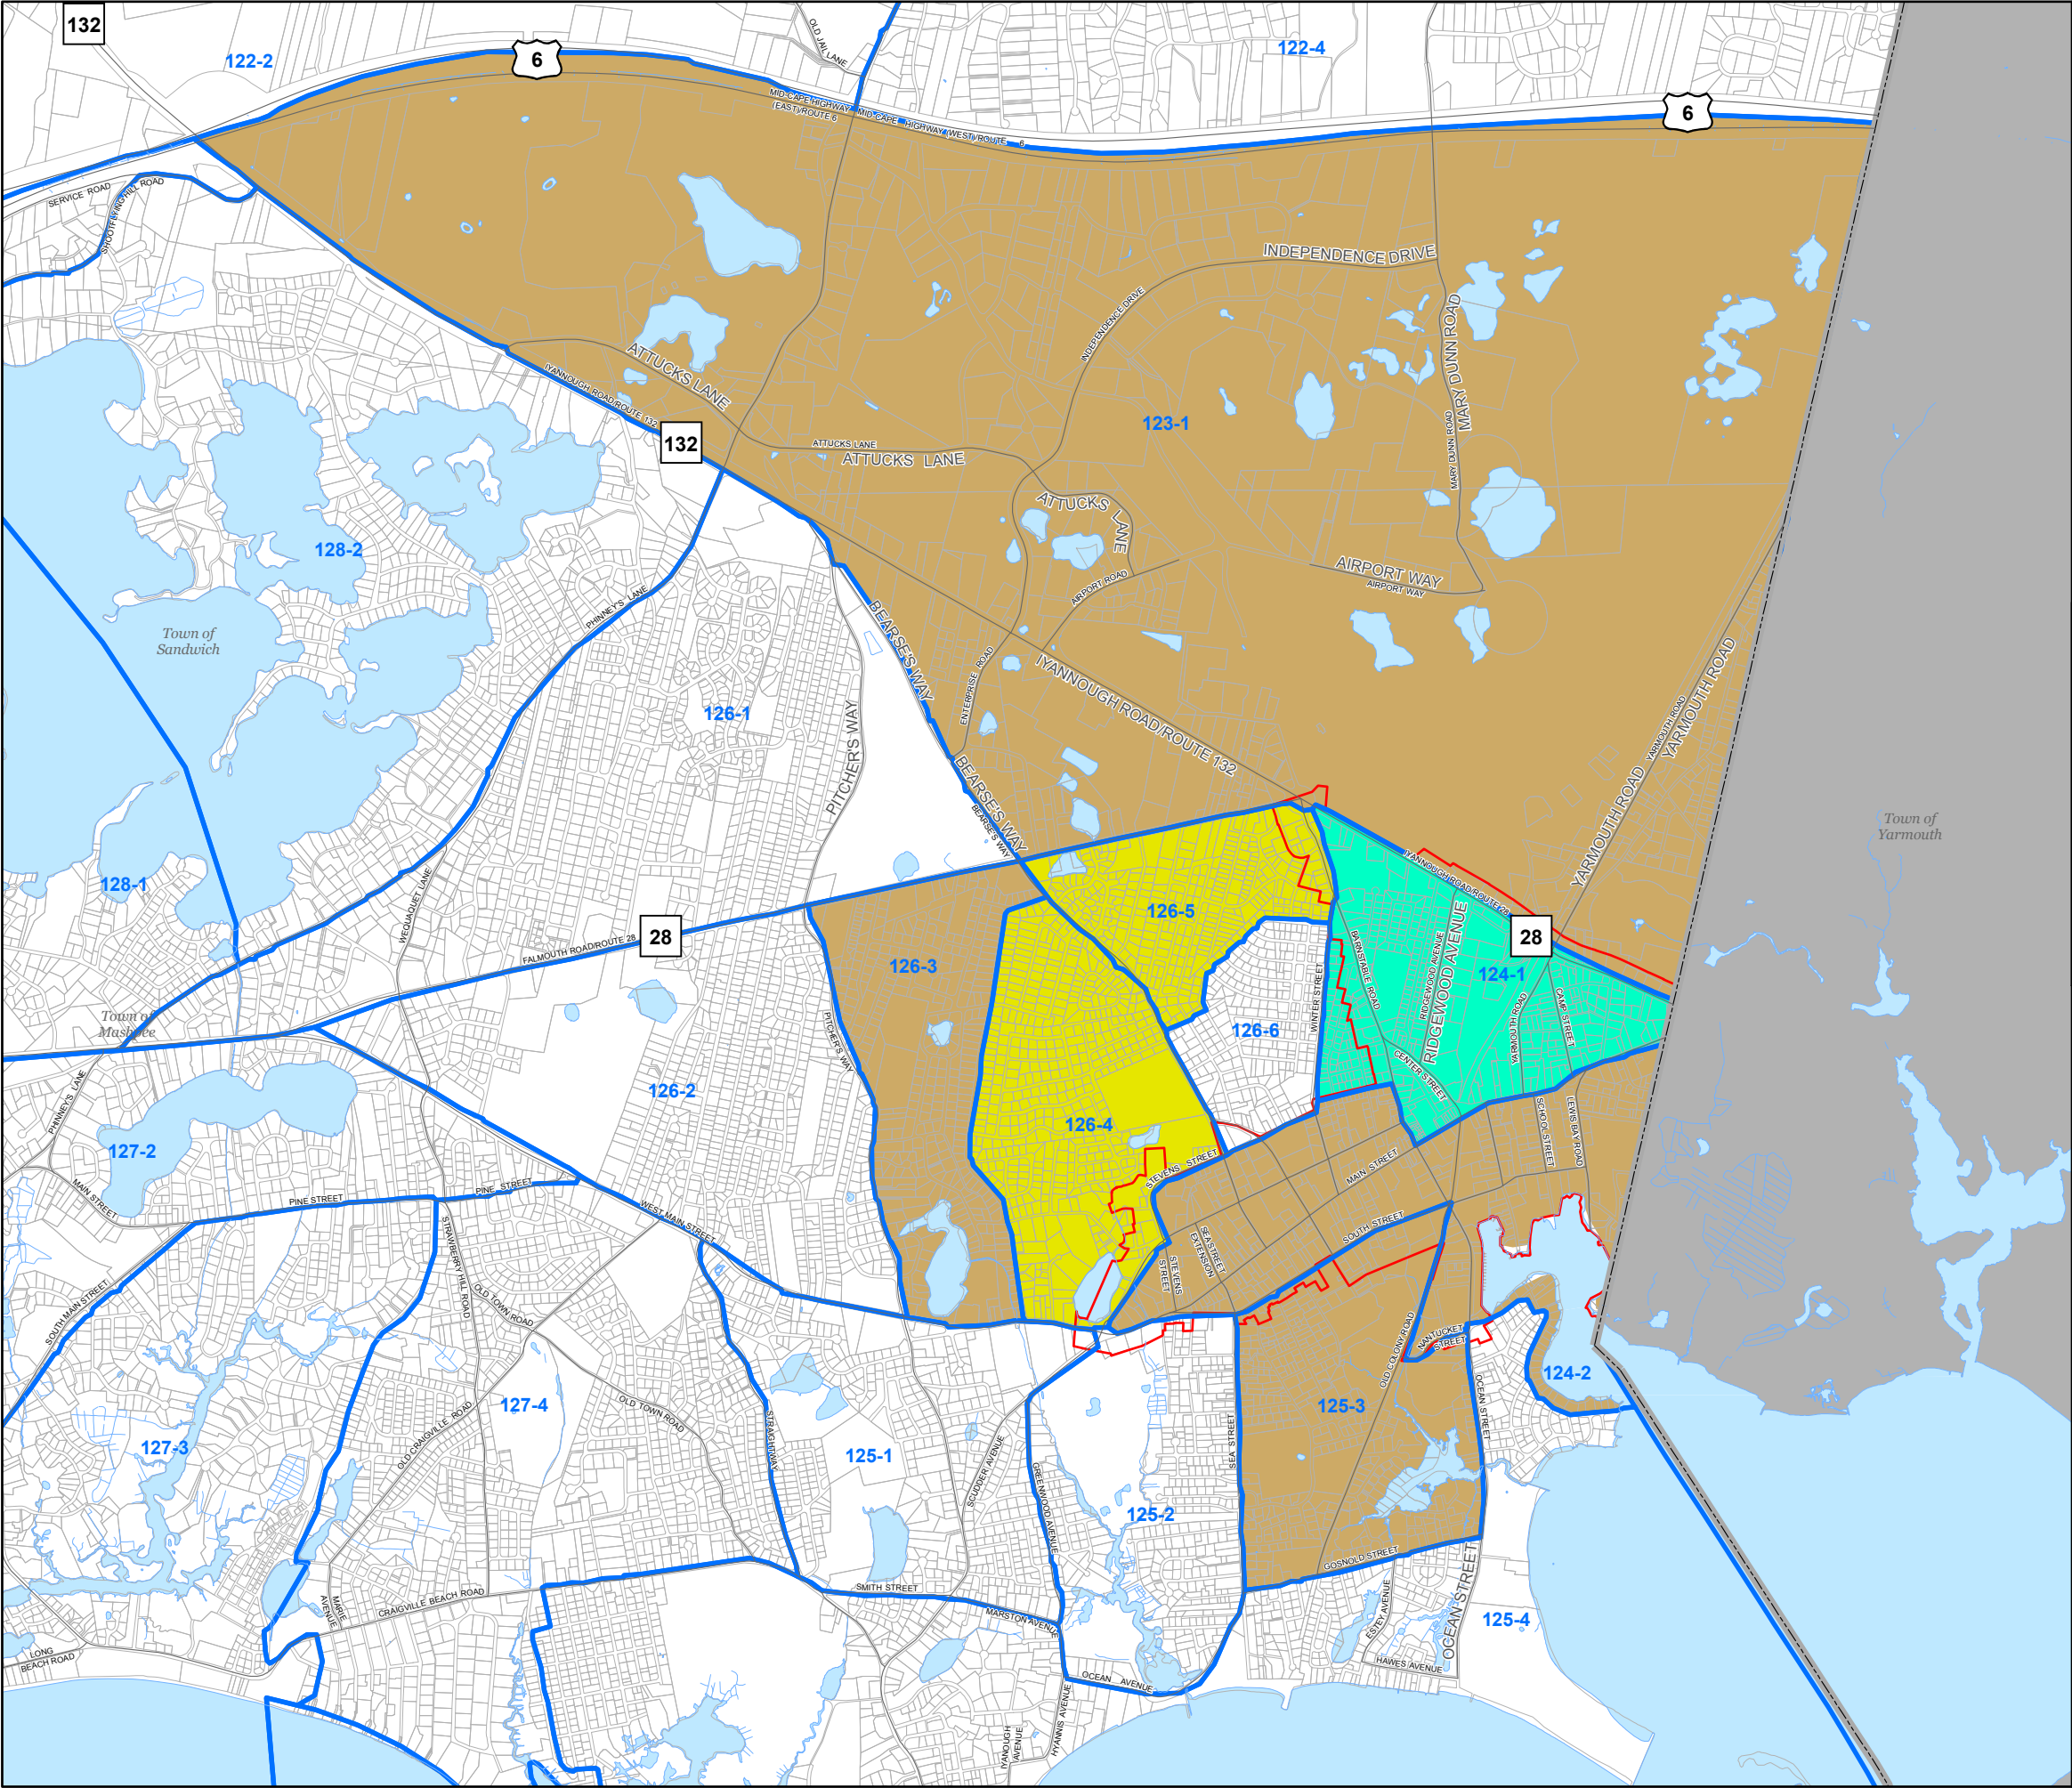 132
122-2
6
OLD JAIL LANE
122-4
6
MID-CAPE HIGHWAY
(EAST)/ROUTE 6
MID-CAPE HIGHWAY (WEST)/ROUTE 6
SERVICE ROAD
SHOOTFLYING HILL ROAD
INDEPENDENCE DRIVE
INDEPENDENCE DRIVE
MARY DUNN ROAD
MARY DUNN ROAD
ATTUCKS LANE
IYANNOUGH ROAD/ROUTE 132
132
123-1
ATTUCKS LANE
ATTUCKS LANE
ATTUCKS LANE
128-2
AIRPORT WAY
AIRPORT WAY
AIRPORT ROAD
PHINNEY'S LANE
BEARSE'S WAY
Town of
Sandwich
IYANNOUGH ROAD/ROUTE 132
ENTERPRISE ROAD
YARMOUTH ROAD
YARMOUTH ROAD
126-1
PITCHER'S WAY
BEARSE'S WAY
BEARSE'S WAY
YARMOUTH ROAD
Town of
Yarmouth
IYANNOUGH ROAD/ROUTE 28
128-1
WEQUAQUET LANE
126-5
RIDGEWOOD AVENUE
RIDGEWOOD AVENUE
28
FALMOUTH ROAD/ROUTE 28
28
126-3
BARNSTABLE ROAD
124-1
WINTER STREET
Town of
Mashpee
PITCHER'S WAY
126-6
YARMOUTH ROAD
CAMP STREET
126-2
CENTER STREET
PHINNEY'S LANE
126-4
127-2
SCHOOL STREET
LEWIS BAY ROAD
STEVENS STREET
MAIN STREET
MAIN STREET
PINE STREET
PINE STREET
WEST MAIN STREET
STRAWBERRY HILL ROAD
SOUTH STREET
SEA STREET
EXTENSION
STEVENS
STREET
SOUTH MAIN STREET
OLD TOWN ROAD
OLD COLONY ROAD
NANTUCKET
STREET
124-2
127-4
OLD TOWN ROAD
OLD CRAIGVILLE ROAD
STRAIGHTWAY
125-3
OCEAN STREET
127-3
125-1
SCUDDER AVENUE
SEA STREET
GREENWOOD AVENUE
125-2
GOSNOLD STREET
SMITH STREET
CRAIGVILLE BEACH ROAD
MARIE
AVENUE
MARSTON AVENUE
ESTEY AVENUE
OCEAN STREET
125-4
LONG
BEACH ROAD
HAWES AVENUE
OCEAN AVENUE
HYANNIS AVENUE
IYANOUGH
AVENUE